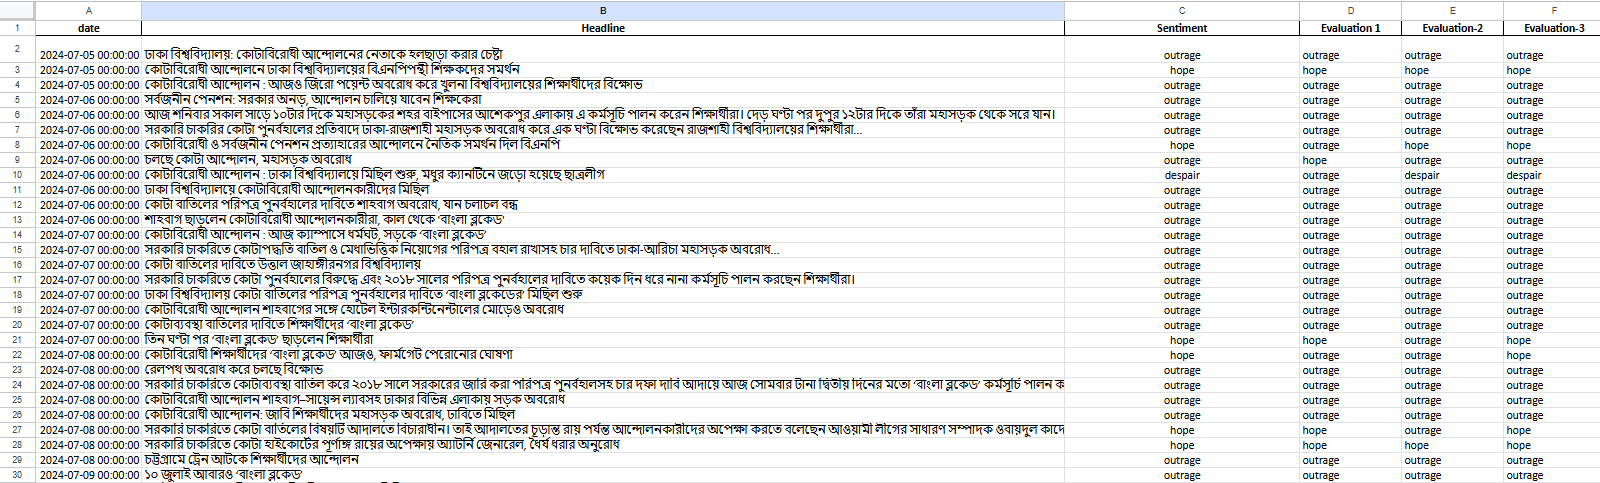 A B C D E F
1 date Headline Sentiment Evaluation 1 Evaluation-2 Evaluation-3
2 2024-07-05 00:00:00 ঢাকা বিশ্ববিদ্যালয়: কোটাবিরোধী আন্দোলনের নেতাকে হলছাড়া করার চেষ্টা outrage outrage outrage outrage
3 2024-07-05 00:00:00 কোটাবিরোধী আন্দোলনে ঢাকা বিশ্ববিদ্যালয়ের বিএনপিপন্থী শিক্ষকদের সমর্থন hope hope hope hope
4 2024-07-05 00:00:00 কোটাবিরোধী আন্দোলন : আজও জিরো পয়েন্ট অবরোধ করে খুলনা বিশ্ববিদ্যালয়ের শিক্ষার্থীদের বিক্ষোভ outrage outrage outrage outrage
5 2024-07-06 00:00:00 সর্বজনীন পেনশন: সরকার অনড়, আন্দোলন চালিয়ে যাবেন শিক্ষকেরা outrage outrage outrage outrage
6 2024-07-06 00:00:00 আজ শনিবার সকাল সাড়ে ১০টার দিকে মহাসড়কের শহর বাইপাসের আশেকপুর এলাকায় এ কর্মসূচি পালন করেন শিক্ষার্থীরা। দেড় ঘণ্টা পর দুপুর ১২টার দিকে তাঁরা মহাসড়ক থেকে সরে যান। outrage outrage outrage outrage
7 2024-07-06 00:00:00 সরকারি চাকরির কোটা পুনর্বহালের প্রতিবাদে ঢাকা-রাজশাহী মহাসড়ক অবরোধ করে এক ঘণ্টা বিক্ষোভ করেছেন রাজশাহী বিশ্ববিদ্যালয়ের শিক্ষার্থীরা... outrage outrage outrage outrage
8 2024-07-06 00:00:00 কোটাবিরোধী ও সর্বজনীন পেনশন প্রত্যাহারের আন্দোলনে নৈতিক সমর্থন দিল বিএনপি hope outrage hope hope
9 2024-07-06 00:00:00 চলছে কোটা আন্দোলন, মহাসড়ক অবরোধ outrage hope outrage outrage
10 2024-07-06 00:00:00 কোটাবিরোধী আন্দোলন : ঢাকা বিশ্ববিদ্যালয়ে মিছিল শুরু, মধুর ক্যানটিনে জড়ো হয়েছে ছাত্রলীগ despair outrage despair despair
11 2024-07-06 00:00:00 ঢাকা বিশ্ববিদ্যালয়ে কোটাবিরোধী আন্দোলনকারীদের মিছিল outrage outrage outrage outrage
12 2024-07-06 00:00:00 কোটা বাতিলের পরিপত্র পুনর্বহালের দাবিতে শাহবাগ অবরোধ, যান চলাচল বন্ধ outrage outrage outrage outrage
13 2024-07-06 00:00:00 শাহবাগ ছাড়লেন কোটাবিরোধী আন্দোলনকারীরা, কাল থেকে ‘বাংলা ব্লকেড’ outrage outrage outrage outrage
14 2024-07-07 00:00:00 কোটাবিরোধী আন্দোলন : আজ ক্যাম্পাসে ধর্মঘট, সড়কে ‘বাংলা ব্লকেড’ outrage outrage outrage outrage
15 2024-07-07 00:00:00 সরকারি চাকরিতে কোটাপদ্ধতি বাতিল ও মেধাভিত্তিক নিয়োগের পরিপত্র বহাল রাখাসহ চার দাবিতে ঢাকা-আরিচা মহাসড়ক অবরোধ... outrage outrage outrage outrage
16 2024-07-07 00:00:00 কোটা বাতিলের দাবিতে উত্তাল জাহাঙ্গীরনগর বিশ্ববিদ্যালয় outrage outrage outrage outrage
17 2024-07-07 00:00:00 সরকারি চাকরিতে কোটা পুনর্বহালের বিরুদ্ধে এবং ২০১৮ সালের পরিপত্র পুনর্বহালের দাবিতে কয়েক দিন ধরে নানা কর্মসূচি পালন করছেন শিক্ষার্থীরা। outrage outrage outrage outrage
18 2024-07-07 00:00:00 ঢাকা বিশ্ববিদ্যালয় কোটা বাতিলের পরিপত্র পুনর্বহালের দাবিতে ‘বাংলা ব্লকেডের’ মিছিল শুরু outrage outrage outrage outrage
19 2024-07-07 00:00:00 কোটাবিরোধী আন্দোলন শাহবাগের সঙ্গে হোটেল ইন্টারকন্টিনেন্টালের মোড়েও অবরোধ outrage outrage outrage outrage
20 2024-07-07 00:00:00 কোটাব্যবস্থা বাতিলের দাবিতে শিক্ষার্থীদের ‘বাংলা ব্লকেড’ outrage outrage outrage outrage
21 2024-07-07 00:00:00 তিন ঘণ্টা পর ‘বাংলা ব্লকেড’ ছাড়লেন শিক্ষার্থীরা hope hope outrage hope
22 2024-07-08 00:00:00 কোটাবিরোধী শিক্ষার্থীদের ‘বাংলা ব্লকেড’ আজও, ফার্মগেট পেরোনোর ঘোষণা hope outrage outrage hope
23 2024-07-08 00:00:00 রেলপথ অবরোধ করে চলছে বিক্ষোভ outrage outrage outrage outrage
24 2024-07-08 00:00:00 সরকারি চাকরিতে কোটাব্যবস্থা বাতিল করে ২০১৮ সালে সরকারের জারি করা পরিপত্র পুনর্বহালসহ চার দফা দাবি আদায়ে আজ সোমবার টানা দ্বিতীয় দিনের মতো ‘বাংলা ব্লকেড’ কর্মসূচি পালন ক outrage outrage outrage outrage
25 2024-07-08 00:00:00 কোটাবিরোধী আন্দোলন শাহবাগ–সায়েন্স ল্যাবসহ ঢাকার বিভিন্ন এলাকায় সড়ক অবরোধ outrage outrage outrage outrage
26 2024-07-08 00:00:00 কোটাবিরোধী আন্দোলন: জাবি শিক্ষার্থীদের মহাসড়ক অবরোধ, ঢাবিতে মিছিল outrage outrage outrage outrage
27 2024-07-08 00:00:00 সরকারি চাকরিতে কোটা বাতিলের বিষয়টি আদালতে বিচারাধীন। তাই আদালতের চূড়ান্ত রায় পর্যন্ত আন্দোলনকারীদের অপেক্ষা করতে বলেছেন আওয়ামী লীগের সাধারণ সম্পাদক ওবায়দুল কাদে hope hope outrage hope
28 2024-07-08 00:00:00 সরকারি চাকরিতে কোটা হাইকোর্টের পূর্ণাঙ্গ রায়ের অপেক্ষায় অ্যাটর্নি জেনারেল, ধৈর্য ধরার অনুরোধ hope hope hope hope
29 2024-07-08 00:00:00 চট্টগ্রামে ট্রেন আটকে শিক্ষার্থীদের আন্দোলন outrage outrage outrage outrage
30 2024-07-09 00:00:00 ১০ জুলাই আবারও ‘বাংলা ব্লকেড’ outrage outrage outrage outrage